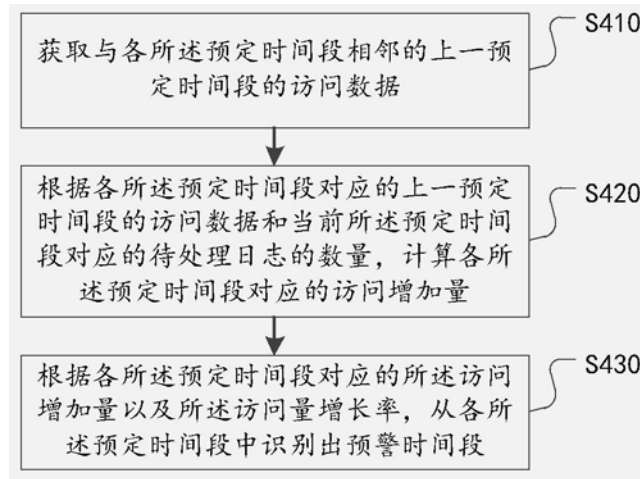 获取与各所述预定时间段相邻的上一预
定时间段的访问数据
S410
根据各所述预定时间段对应的上一预定
时间段的访问数据和当前所述预定时间
段对应的待处理日志的数量，计算各所
述预定时间段对应的访问增加量
S420
根据各所述预定时间段对应的所述访问
增加量以及所述访问量增长率，从各所
述预定时间段中识别出预警时间段
S430